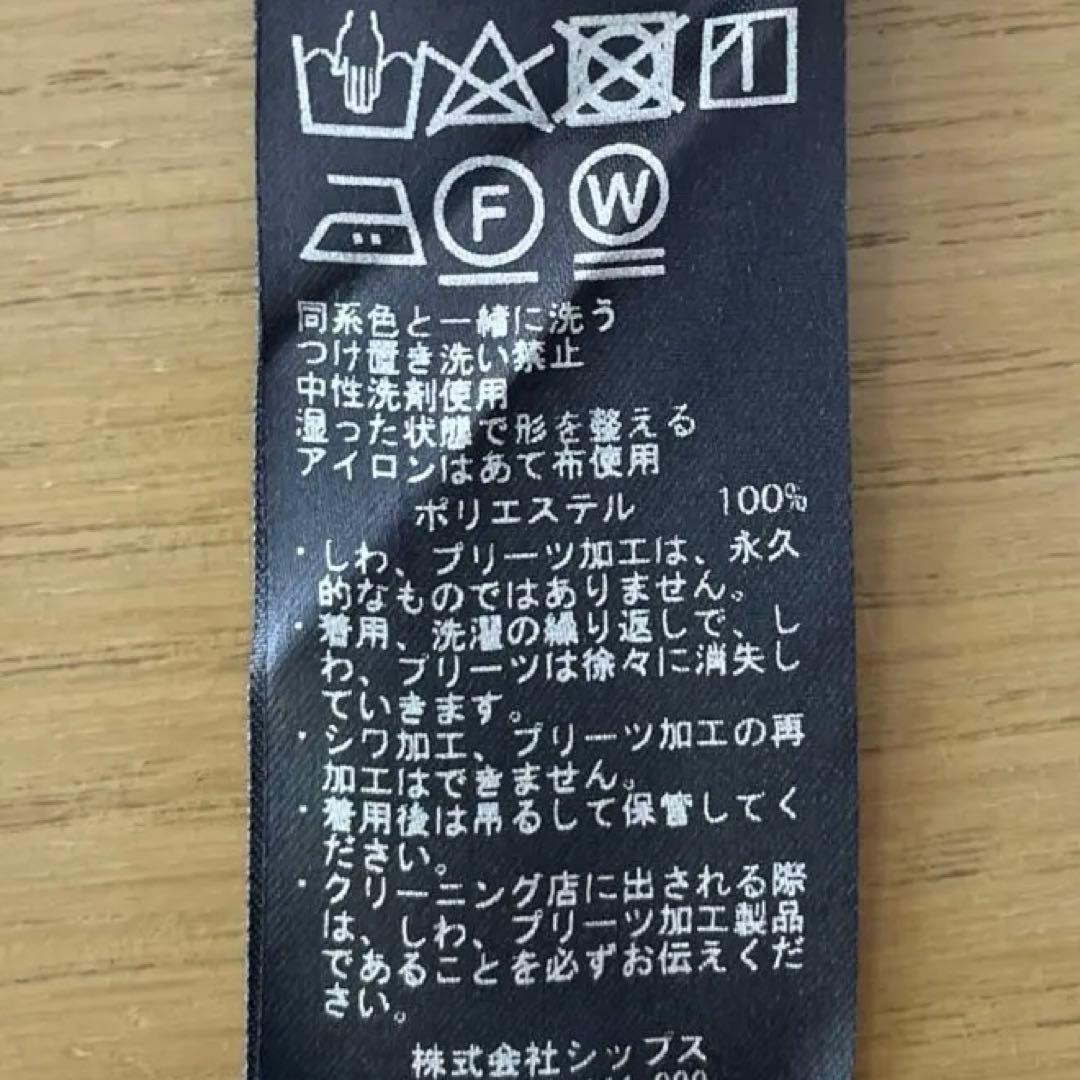 F W
同系色と一緒に洗う
つけ置き洗い禁止
中性洗剤使用
湿った状態で形を整える
アイロンはあて布使用
ポリエステル 100%
・しわ、プリーツ加工は、永久
的なものではありません。
・着用、洗濯の繰り返しで、し
わ、プリーツは徐々に消失し
ていきます。
・シワ加工、プリーツ加工の再
加工はできません。
・着用後は吊るして保管してく
ださい。
・クリーニング店に出される際
は、しわ、プリーツ加工製品
であることを必ずお伝えくだ
さい。
株式会社シップス